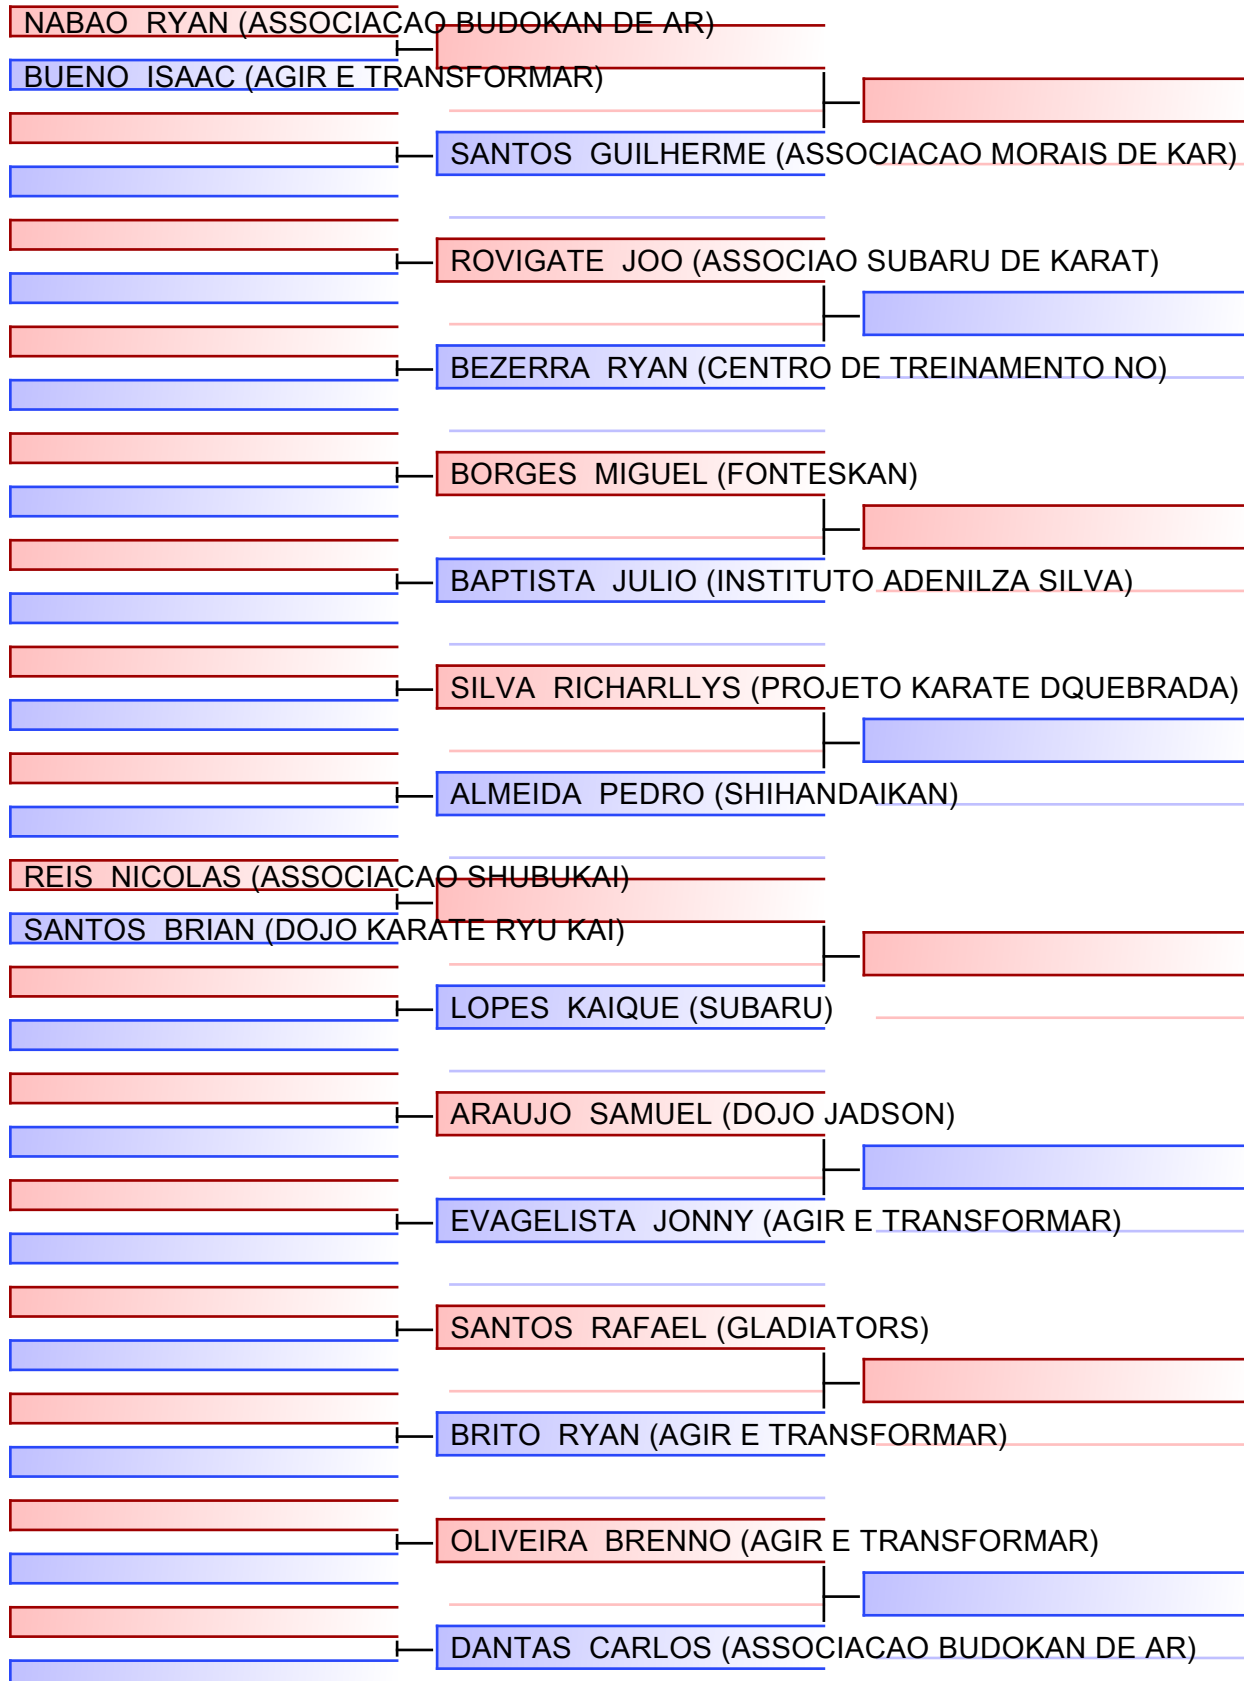 NABAO RYAN (ASSOCIACAO BUDOKAN DE AR)
BUENO ISAAC (AGIR E TRANSFORMAR)
SANTOS GUILHERME (ASSOCIACAO MORAIS DE KAR)
ROVIGATE JOO (ASSOCIAO SUBARU DE KARAT)
BEZERRA RYAN (CENTRO DE TREINAMENTO NO)
BORGES MIGUEL (FONTESKAN)
BAPTISTA JULIO (INSTITUTO ADENILZA SILVA)
SILVA RICHARLLYS (PROJETO KARATE DQUEBRADA)
ALMEIDA PEDRO (SHIHANDAIKAN)
REIS NICOLAS (ASSOCIACAO SHUBUKAI)
SANTOS BRIAN (DOJO KARATE RYU KAI)
LOPES KAIQUE (SUBARU)
ARAUJO SAMUEL (DOJO JADSON)
EVAGELISTA JONNY (AGIR E TRANSFORMAR)
SANTOS RAFAEL (GLADIATORS)
BRITO RYAN (AGIR E TRANSFORMAR)
OLIVEIRA BRENNO (AGIR E TRANSFORMAR)
DANTAS CARLOS (ASSOCIACAO BUDOKAN DE AR)